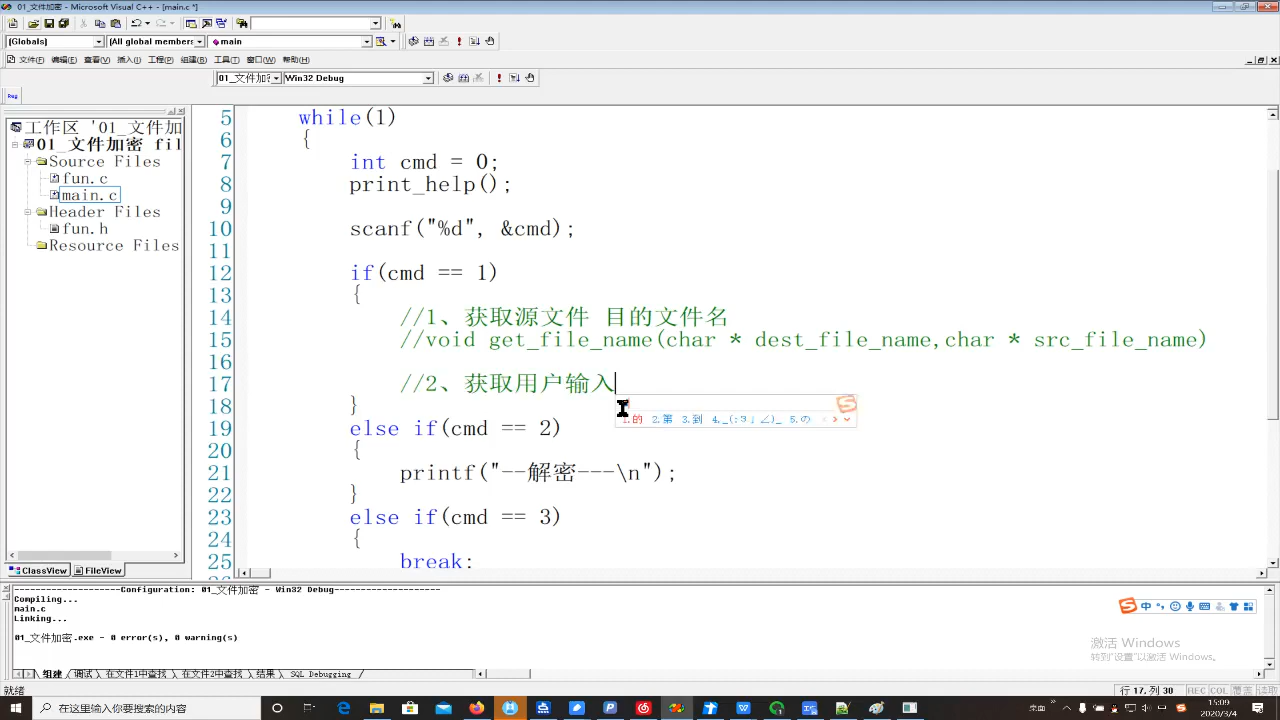 01_文件加密 - Microsoft Visual C++ - [main.c *]
(Globals) (All global members main
文件(F) 编辑(E) 查看(V) 插入(I) 工程(P) 组建(B) 工具(T) 窗口(W) 帮助(H)
01_文件加密 Win32 Debug
工作区 '01_文件加
01_文件加密 fil
Source Files
fun.c
main.c
Header Files
fun.h
Resource Files
ClassView FileView
5 while(1)
6 {
7 int cmd = 0;
8 print_help();
9
10 scanf("%d", &cmd);
11
12 if(cmd == 1)
13 {
14 //1、获取源文件 目的文件名
15 //void get_file_name(char * dest_file_name,char * src_file_name)
16
17 //2、获取用户输入
18 }
19 else if(cmd == 2)
20 {
21 printf("--解密---\n");
22 }
23 else if(cmd == 3)
24 {
25 break;
1.的 2.第 3.到 4._(:3」∠)_ 5.の
--------------------Configuration: 01_文件加密 - Win32 Debug--------------------
Compiling...
main.c
Linking...
01_文件加密.exe - 0 error(s), 0 warning(s)
组建 调试 在文件1中查找 在文件2中查找 结果 SQL Debugging
中
激活 Windows
转到"设置"以激活 Windows。
就绪
行 17, 列 30 REC COL 覆盖 读取
在这里输入你要搜索的内容
桌面
中
15:09
2020/3/4